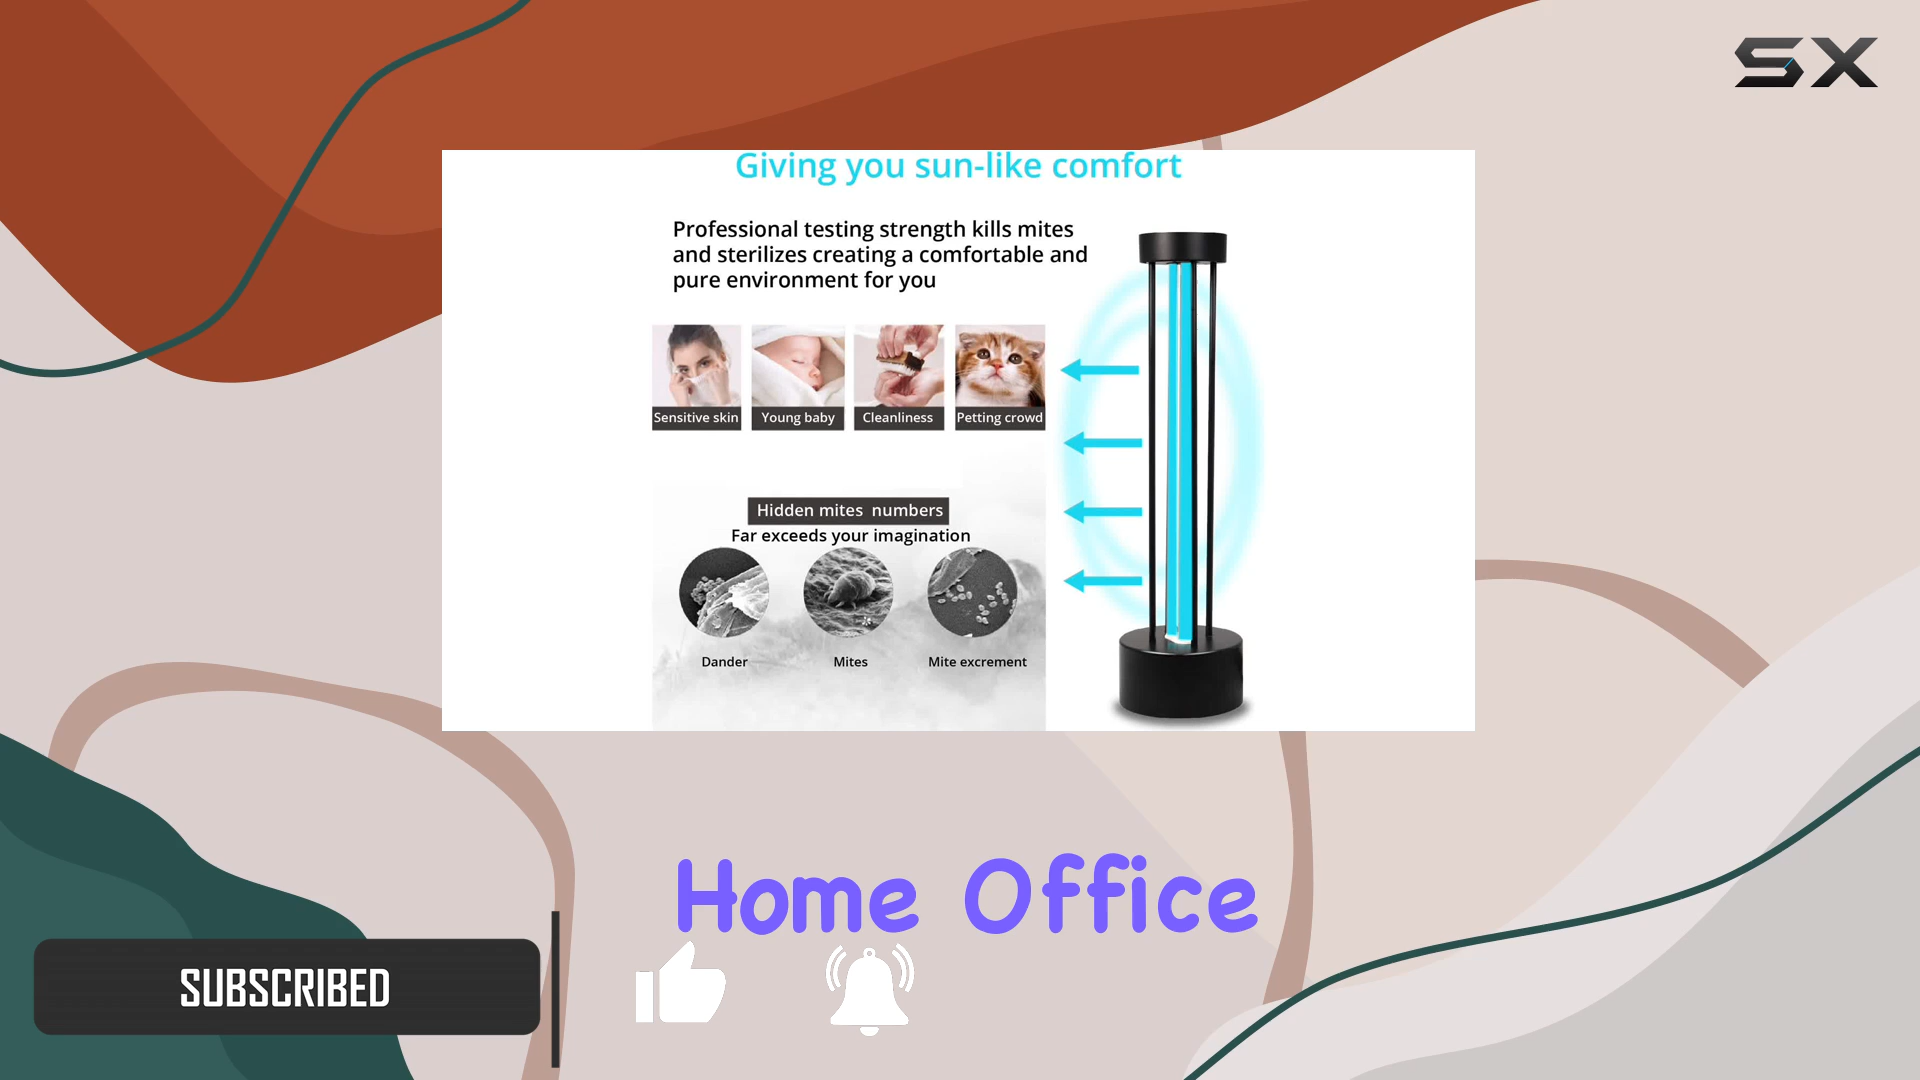 SX
Giving you sun-like comfort
Professional testing strength kills mites
and sterilizes creating a comfortable and
pure environment for you
Sensitive skin
Young baby
Cleanliness
Petting crowd
Hidden mites numbers
Far exceeds your imagination
Dander
Mites
Mite excrement
Home Office
SUBSCRIBED